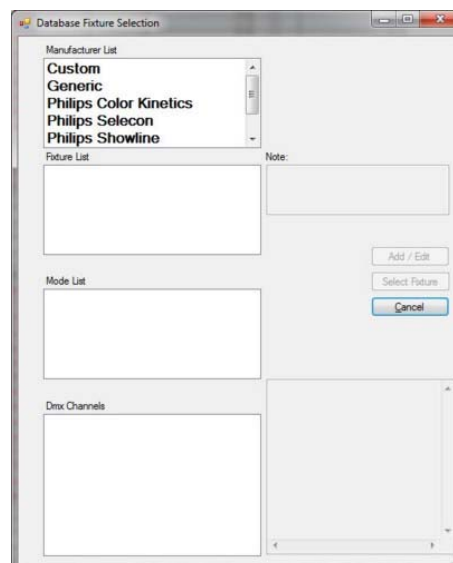 Database Fixture Selection
Manufacturer List
Custom
Generic
Philips Color Kinetics
Philips Selecon
Philips Showline
Fixture List
Note:
Add / Edit
Select Fixture
Cancel
Mode List
Dmx Channels